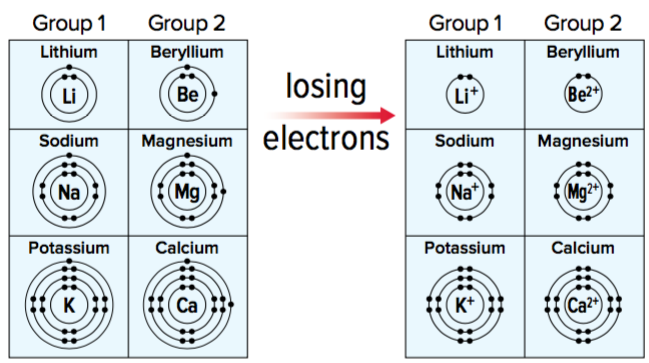 Group 1 Group 2 Group 1 Group 2
Lithium Beryllium Lithium Beryllium
Li Be losing Li⁺ Be²⁺
electrons
Sodium Magnesium Sodium Magnesium
Na Mg Na⁺ Mg²⁺
Potassium Calcium Potassium Calcium
K Ca K⁺ Ca²⁺